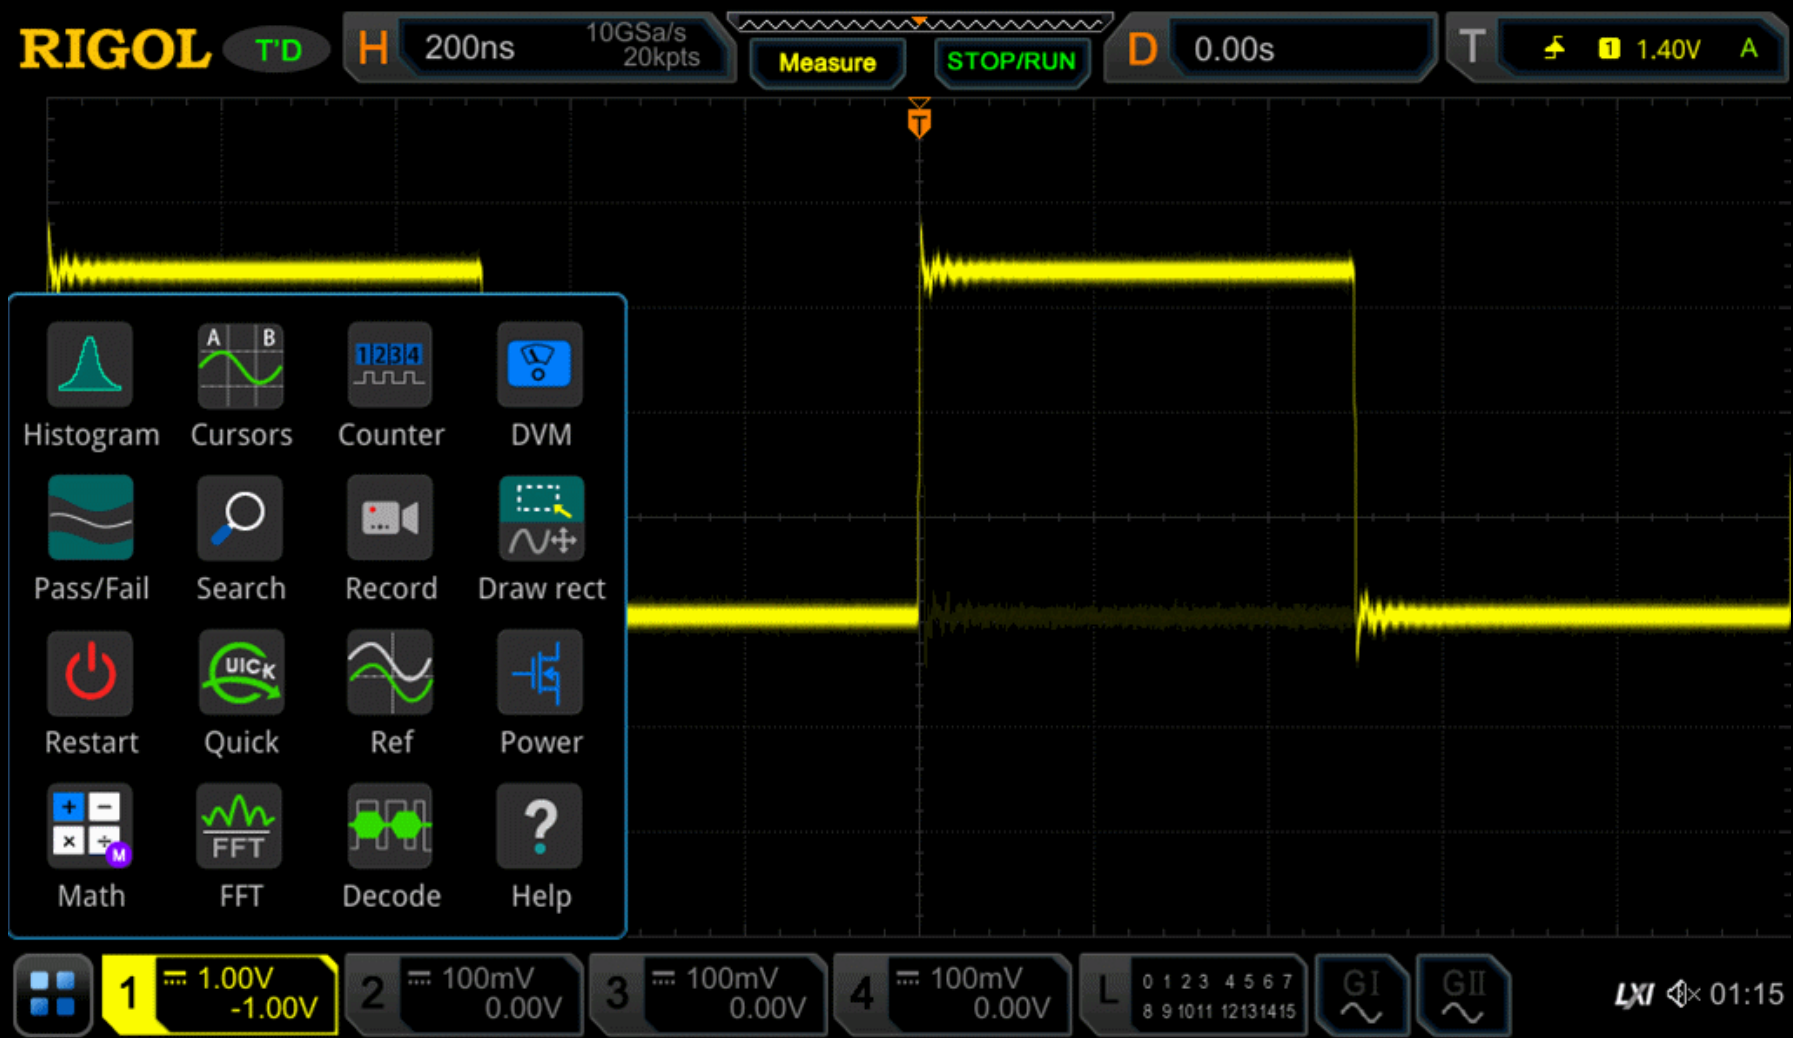 RIGOL
T'D
H
200ns
10GSa/s
20kpts
Measure
STOP/RUN
D
0.00s
T
1
1.40V
A
T
A B
1234
Histogram Cursors Counter DVM
Pass/Fail Search Record Draw rect
UICK
Restart Quick Ref Power
+ −
× ÷
M
FFT
?
Math FFT Decode Help
1
1.00V
-1.00V
2
100mV
0.00V
3
100mV
0.00V
4
100mV
0.00V
L
0 1 2 3 4 5 6 7
8 9 10 11 12 13 14 15
GI
GII
LXI
01:15